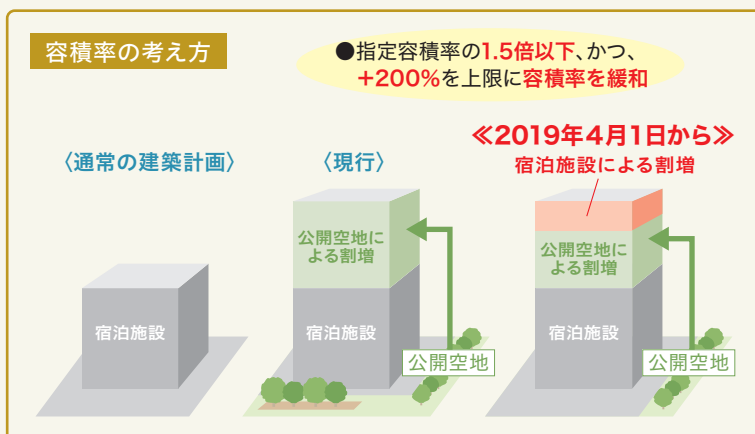 容積率の考え方
●指定容積率の1.5倍以下、かつ、
+200%を上限に容積率を緩和
〈通常の建築計画〉
宿泊施設
〈現行〉
公開空地に
よる割増
宿泊施設
公開空地
≪2019年4月1日から≫
宿泊施設による割増
公開空地に
よる割増
宿泊施設
公開空地